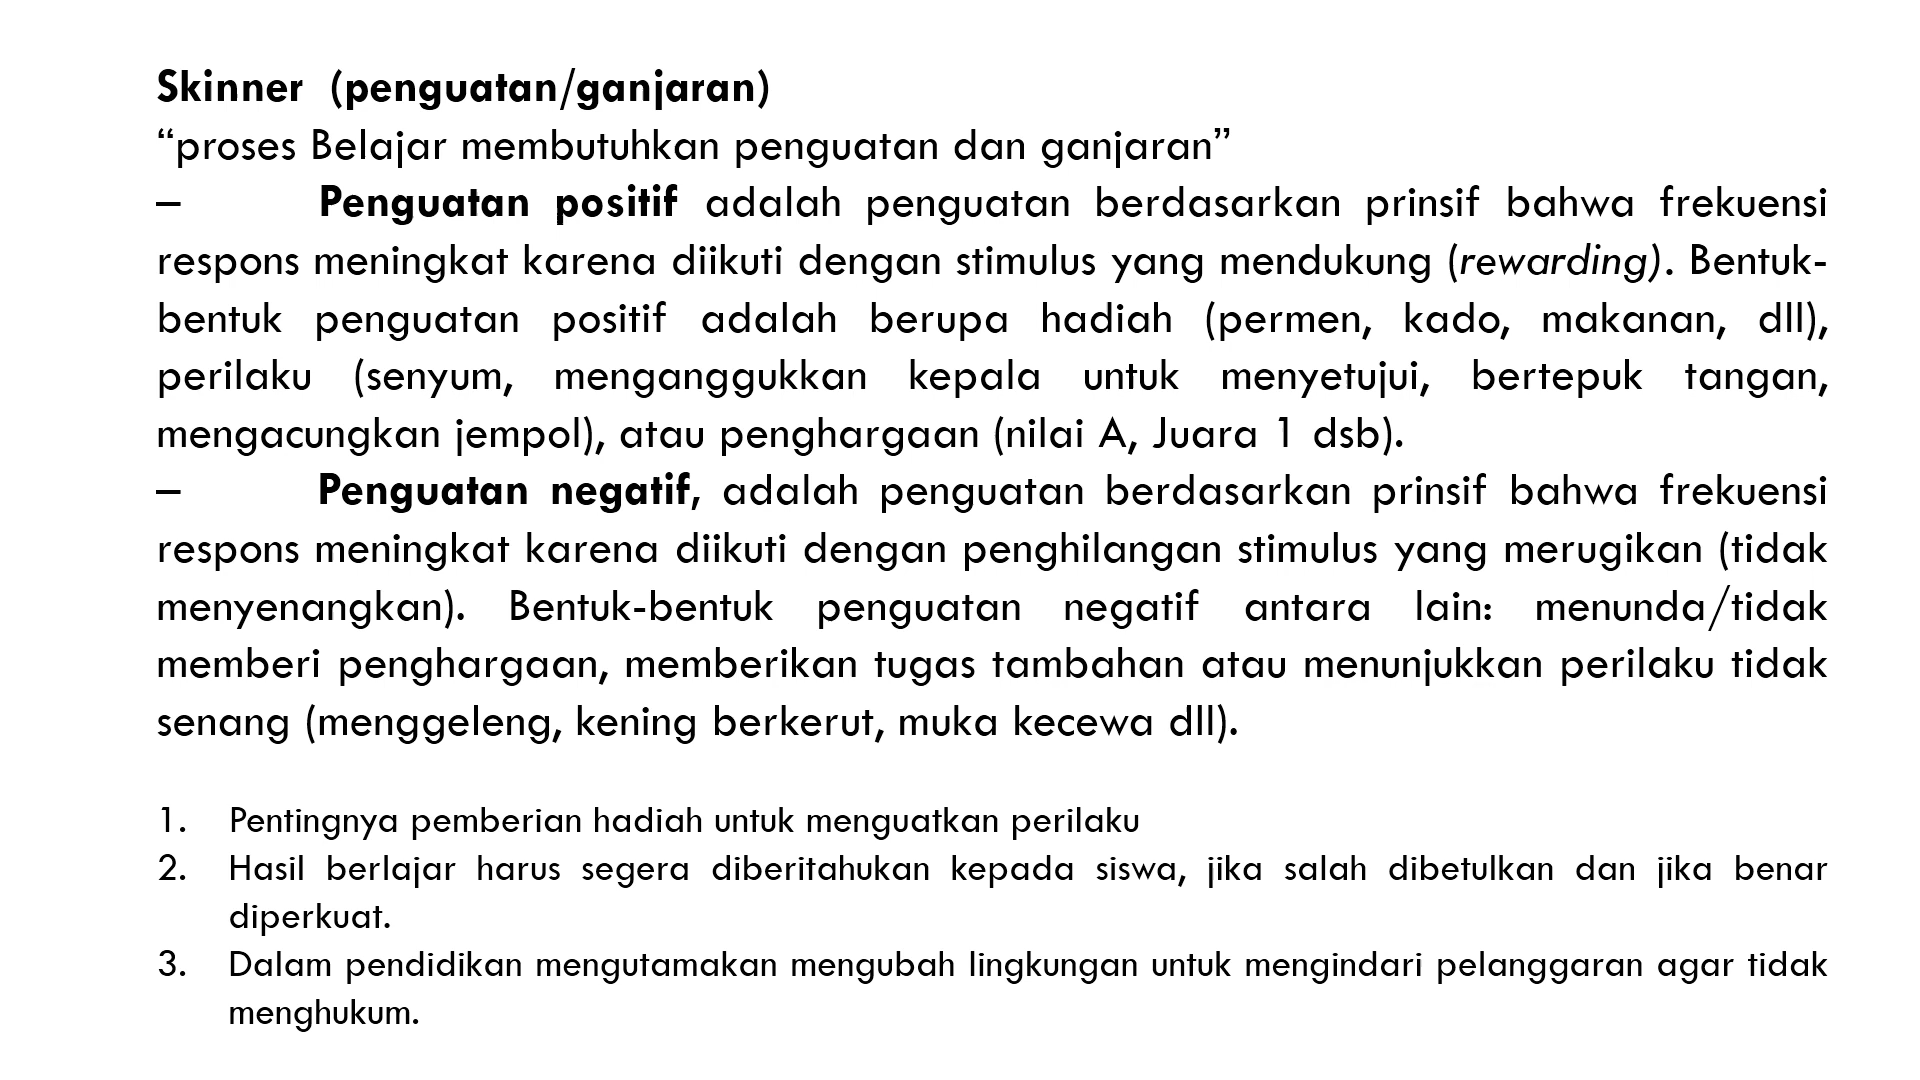 Skinner  (penguatan/ganjaran)
“proses Belajar membutuhkan penguatan dan ganjaran”
– Penguatan positif adalah penguatan berdasarkan prinsif bahwa frekuensi
respons meningkat karena diikuti dengan stimulus yang mendukung (rewarding). Bentuk-
bentuk penguatan positif adalah berupa hadiah (permen, kado, makanan, dll),
perilaku (senyum, menganggukkan kepala untuk menyetujui, bertepuk tangan,
mengacungkan jempol), atau penghargaan (nilai A, Juara 1 dsb).
– Penguatan negatif, adalah penguatan berdasarkan prinsif bahwa frekuensi
respons meningkat karena diikuti dengan penghilangan stimulus yang merugikan (tidak
menyenangkan). Bentuk-bentuk penguatan negatif antara lain: menunda/tidak
memberi penghargaan, memberikan tugas tambahan atau menunjukkan perilaku tidak
senang (menggeleng, kening berkerut, muka kecewa dll).
1. Pentingnya pemberian hadiah untuk menguatkan perilaku
2. Hasil berlajar harus segera diberitahukan kepada siswa, jika salah dibetulkan dan jika benar
diperkuat.
3. Dalam pendidikan mengutamakan mengubah lingkungan untuk mengindari pelanggaran agar tidak
menghukum.